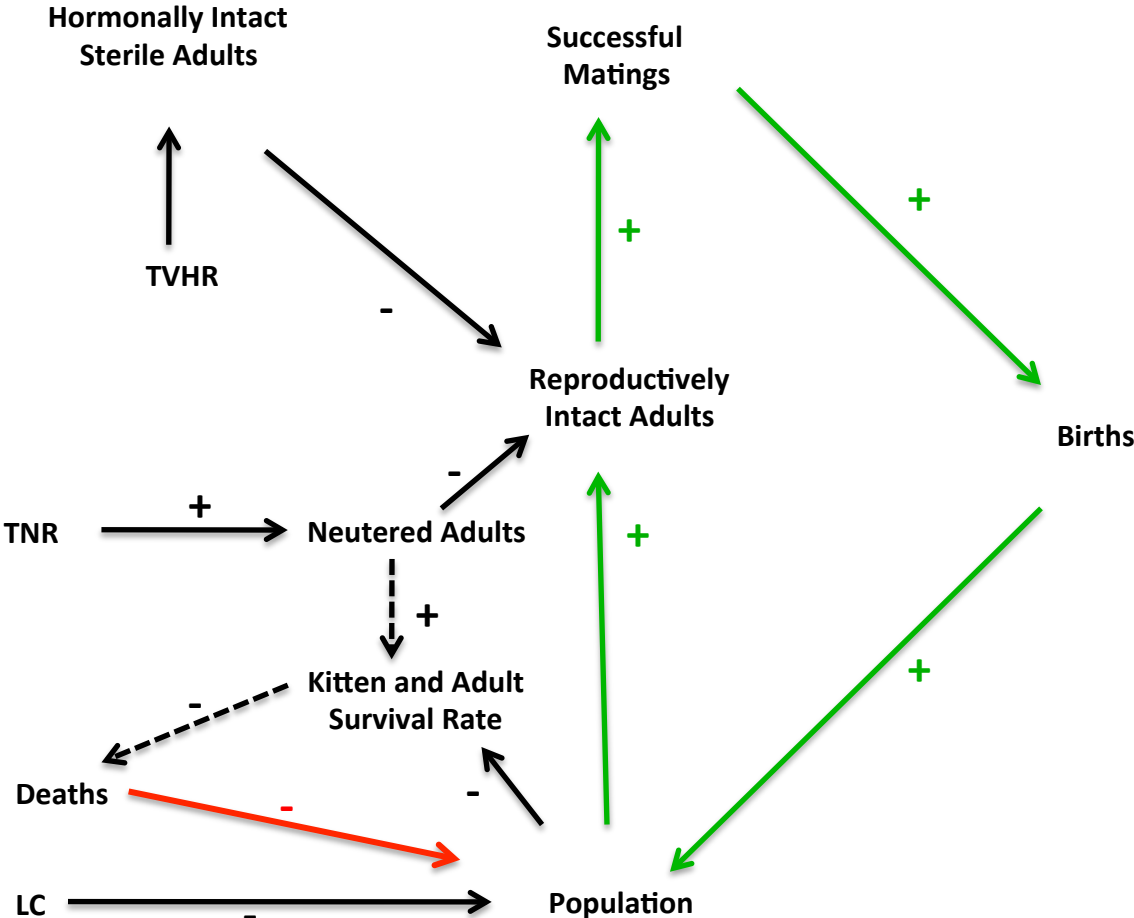 Hormonally Intact
Sterile Adults
Successful
Matings
+
+
TVHR
-
Reproductively
Intact Adults
Births
-
+
TNR
Neutered Adults
+
+
+
Kitten and Adult
Survival Rate
-
Deaths
-
-
LC
-
Population